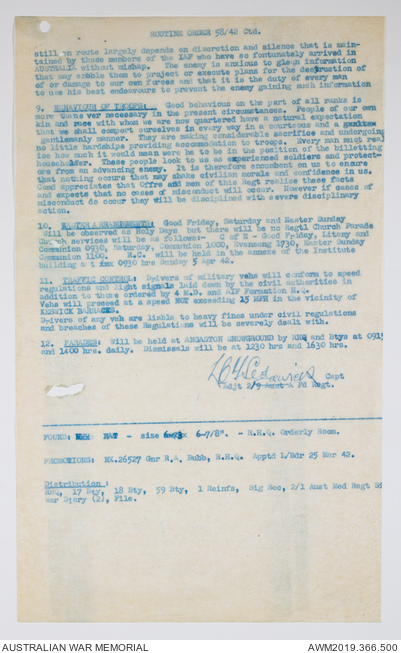 ROUTINE ORDER 58/42 Ctd.
still on route largely depends on discretion and silence that is main-
tained by those members of the IAF who have so fortunately arrived in
AUSTRALIA without mishap. The enemy is anxious to glean information
that may enable them to project or execute plans for the destruction of
or damage to our own forces and that it is the duty of every man
to use his best endeavours to prevent the enemy gaining such information
9. BEHAVIOUR OF TROOPS: Good behaviour on the part of all ranks is
more than ever necessary in the present circumstances. People of our own
kin and race with whom we are now quartered have a natural expectation
that we shall comport ourselves in every way in a courteous and a
gentlemanly manner. They are making considerable sacrifice and undergoing
no little hardships providing accommodation to troops. Every man must real
ise how much it would mean were he to be in the position of the billetting
householder. These people look to us as experienced soldiers and protect-
ors from an advancing enemy. It is therefore encumbent on us to ensure
that nothing occurs that may shake civilian morale and confidence in us.
Comd appreciates that Offrs and men of this Regt realise these facts
and expects that no cases of misconduct will occur. However if cases of
misconduct do occur they will be disciplined with severe disciplinary
action.
10. EASTER ARRANGEMENTS: Good Friday, Saturday and Easter Sunday
Will be observed as Holy Days but there will be no Regtl Church Parade
Church services will be as follows:- C of E - Good Friday, Litany and
Communion 0930, Saturday, Communion 1000, Evensong 1730, Easter Sunday
Communion 1100. R.C. will be held in the annexe of the Institute
building at 0930 hrs Sunday 5 Apr 42.
11. TRAFFIC CONTROL: Drivers of military vehs will conform to speed
regulations and light signals laid down by the civil authorities in
addition to those ordered by 4 M.D. and AIF Formation H.Q.
Vehs will proceed at a speed NOT exceeding 15 MPH in the vicinity of
KESWICK BARRACKS.
Drivers of any veh are liable to heavy fines under civil regulations
and breaches of these Regulations will be severely dealt with.
12. PARADES: Will be held at ANGASTON SHOWGROUND by RHQ and Btys at 0915
and 1400 hrs. daily. Dismissals will be at 1230 hrs and 1630 hrs.
Capt
Adjt 2/9 Aust A Fd Regt.
FOUND: HAT - size 6-7/8". - R.H.Q. Orderly Room.
PROMOTIONS: NX.26527 Gnr R.A. Bubb, R.H.Q. Apptd L/Bdr 25 Mar 42.
Distribution :
RHQ, 17 Bty, 18 Bty, 59 Bty, 1 Reinfs, Sig Sec, 2/1 Aust Med Regt
War Diary (2), File.
AUSTRALIAN WAR MEMORIAL AWM2019.366.500